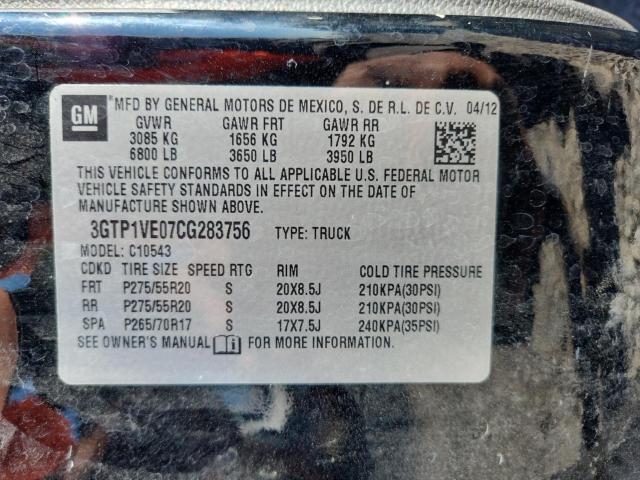 GM MFD BY GENERAL MOTORS DE MEXICO, S. DE R.L. DE C.V. 04/12
GVWR GAWR FRT GAWR RR
3085 KG 1656 KG 1792 KG
6800 LB 3650 LB 3950 LB
THIS VEHICLE CONFORMS TO ALL APPLICABLE U.S. FEDERAL MOTOR
VEHICLE SAFETY STANDARDS IN EFFECT ON THE DATE OF
MANUFACTURE SHOWN ABOVE.
3GTP1VE07CG283756 TYPE: TRUCK
MODEL: C10543
CDKD TIRE SIZE SPEED RTG RIM COLD TIRE PRESSURE
FRT P275/55R20 S 20X8.5J 210KPA(30PSI)
RR P275/55R20 S 20X8.5J 210KPA(30PSI)
SPA P265/70R17 S 17X7.5J 240KPA(35PSI)
SEE OWNER'S MANUAL i FOR MORE INFORMATION.